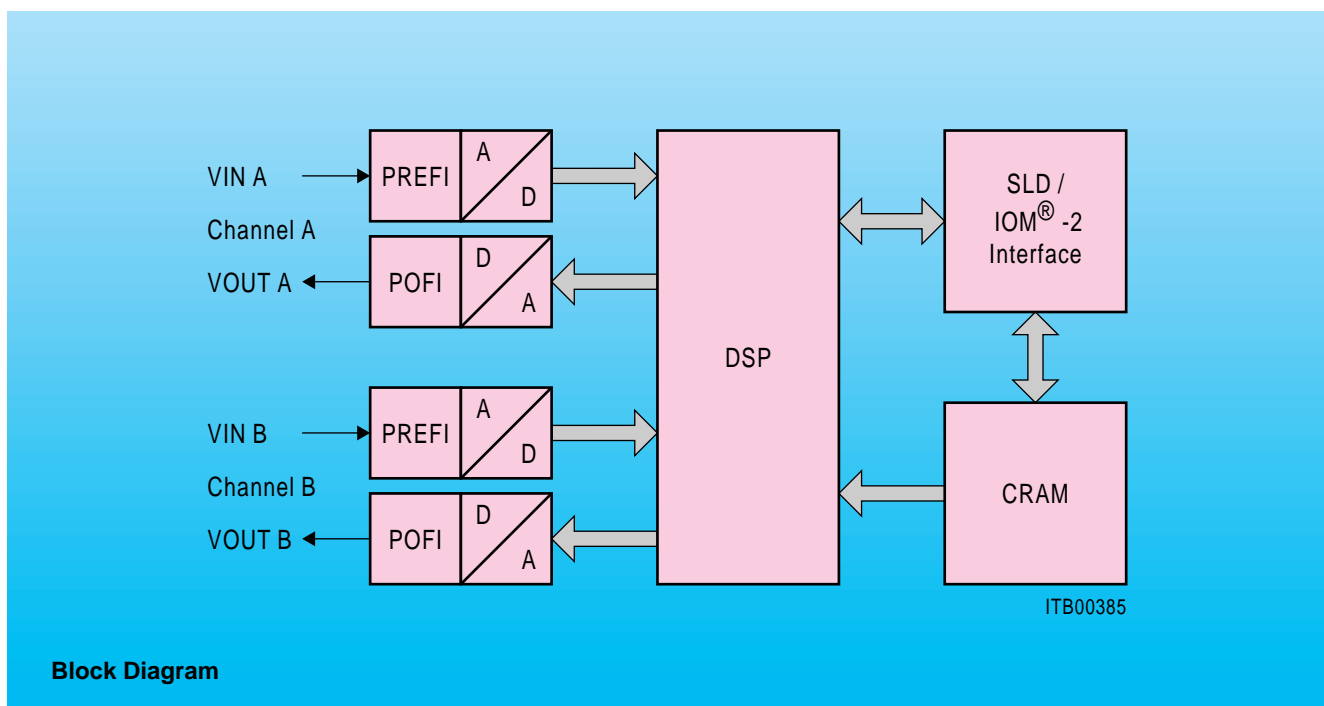 VIN A
PREFI
A
D
Channel A
VOUT A
POFI
D
A
VIN B
PREFI
A
D
Channel B
VOUT B
POFI
D
A
DSP
SLD /
IOM® -2
Interface
CRAM
ITB00385
Block Diagram